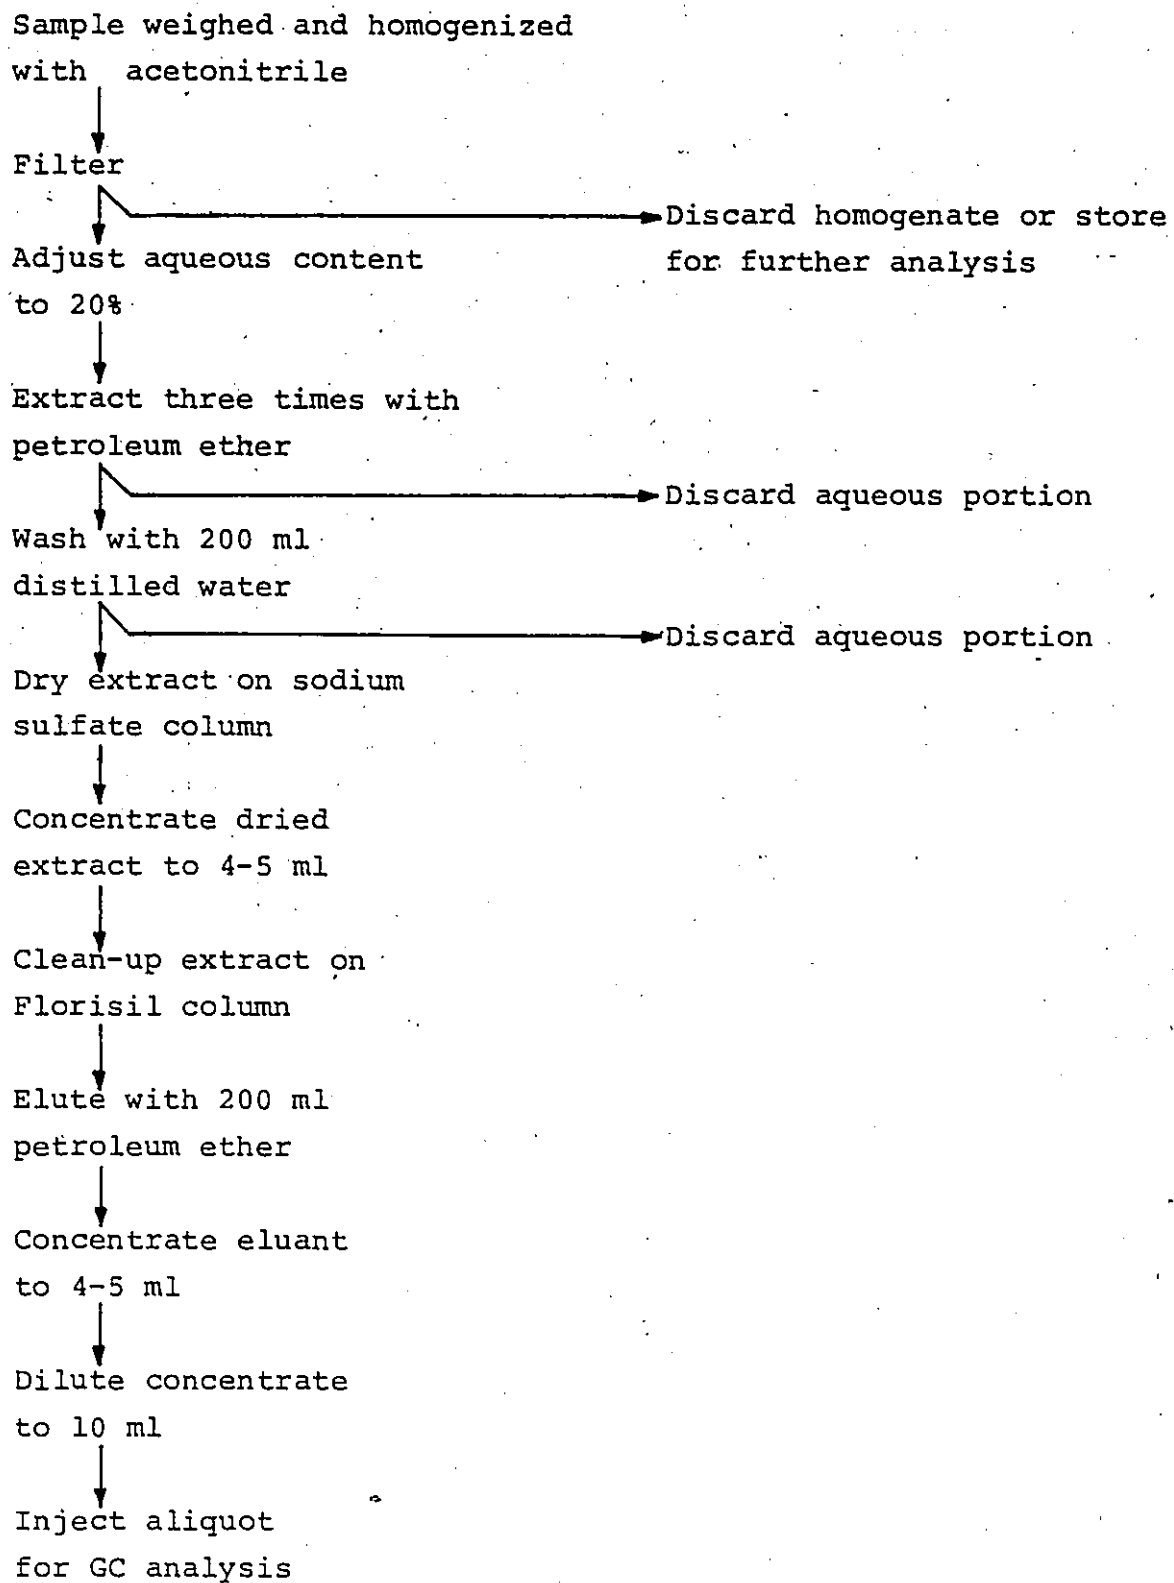 Sample weighed and homogenized
with acetonitrile
Filter
Discard homogenate or store
for further analysis
Adjust aqueous content
to 20%
Extract three times with
petroleum ether
Discard aqueous portion
Wash with 200 ml
distilled water
Discard aqueous portion
Dry extract on sodium
sulfate column
Concentrate dried
extract to 4-5 ml
Clean-up extract on
Florisil column
Elute with 200 ml
petroleum ether
Concentrate eluant
to 4-5 ml
Dilute concentrate
to 10 ml
Inject aliquot
for GC analysis